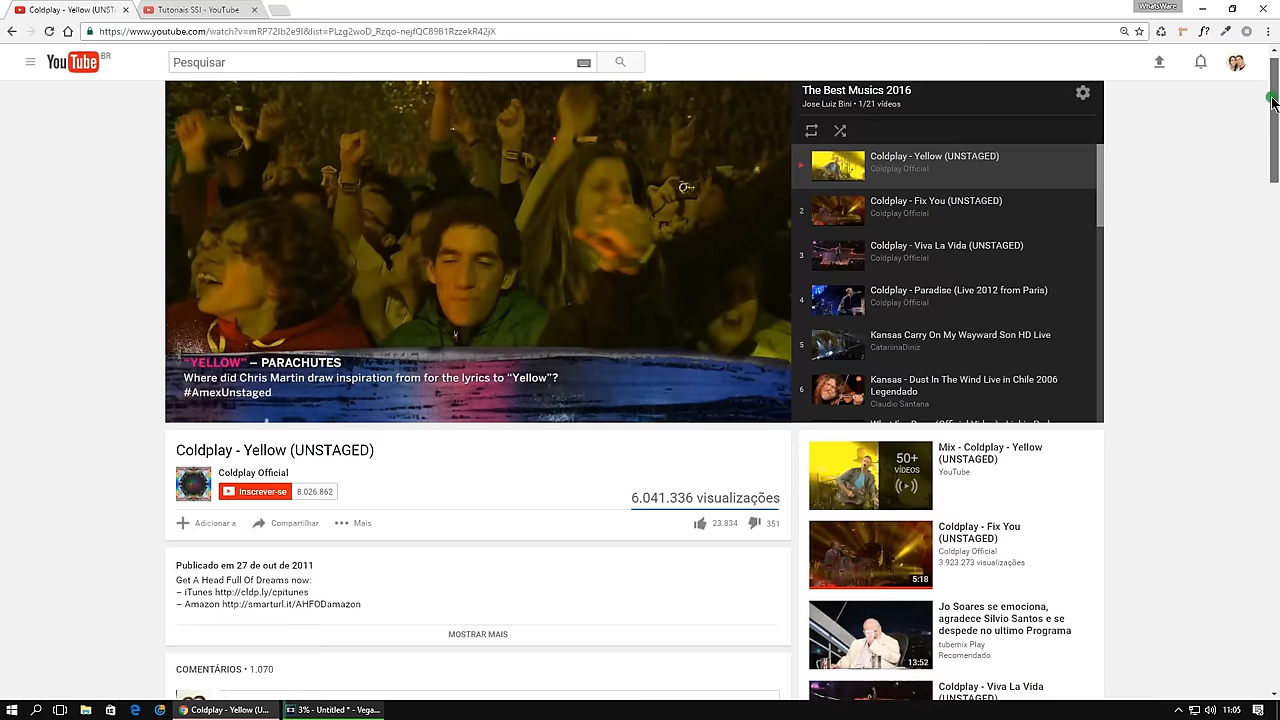 Coldplay - Yellow (UNST
Tutoriais SSI - YouTube
WhatsWare
https://www.youtube.com/watch?v=mRP72Ib2e9I&list=PLzg2woD_Rzqo-nejfQC89B1RzzekR42jX
YouTube BR
Pesquisar
The Best Musics 2016
Jose Luiz Bini • 1/21 vídeos
Coldplay - Yellow (UNSTAGED)
Coldplay Official
2
Coldplay - Fix You (UNSTAGED)
Coldplay Official
3
Coldplay - Viva La Vida (UNSTAGED)
Coldplay Official
4
Coldplay - Paradise (Live 2012 from Paris)
Coldplay Official
5
Kansas Carry On My Wayward Son HD Live
CatariinaDiniz
6
Kansas - Dust In The Wind Live in Chile 2006
Legendado
Claudio Santana
"YELLOW" – PARACHUTES
Where did Chris Martin draw inspiration from for the lyrics to "Yellow"?
#AmexUnstaged
Coldplay - Yellow (UNSTAGED)
Coldplay Official
Inscrever-se 8.026.862
6.041.336 visualizações
Adicionar a Compartilhar Mais
23.834 351
Publicado em 27 de out de 2011
Get A Head Full Of Dreams now:
– iTunes http://cldp.ly/cpitunes
– Amazon http://smarturl.it/AHFODamazon
MOSTRAR MAIS
COMENTÁRIOS • 1.070
50+
VÍDEOS
Mix - Coldplay - Yellow
(UNSTAGED)
YouTube
Coldplay - Fix You
(UNSTAGED)
Coldplay Official
3.923.273 visualizações
5:18
Jo Soares se emociona,
agradece Silvio Santos e se
despede no ultimo Programa
tubemix Play
Recomendado
13:52
Coldplay - Viva La Vida
(UNSTAGED)
Coldplay - Yellow (U...
3% - Untitled * - Vega...
11:05